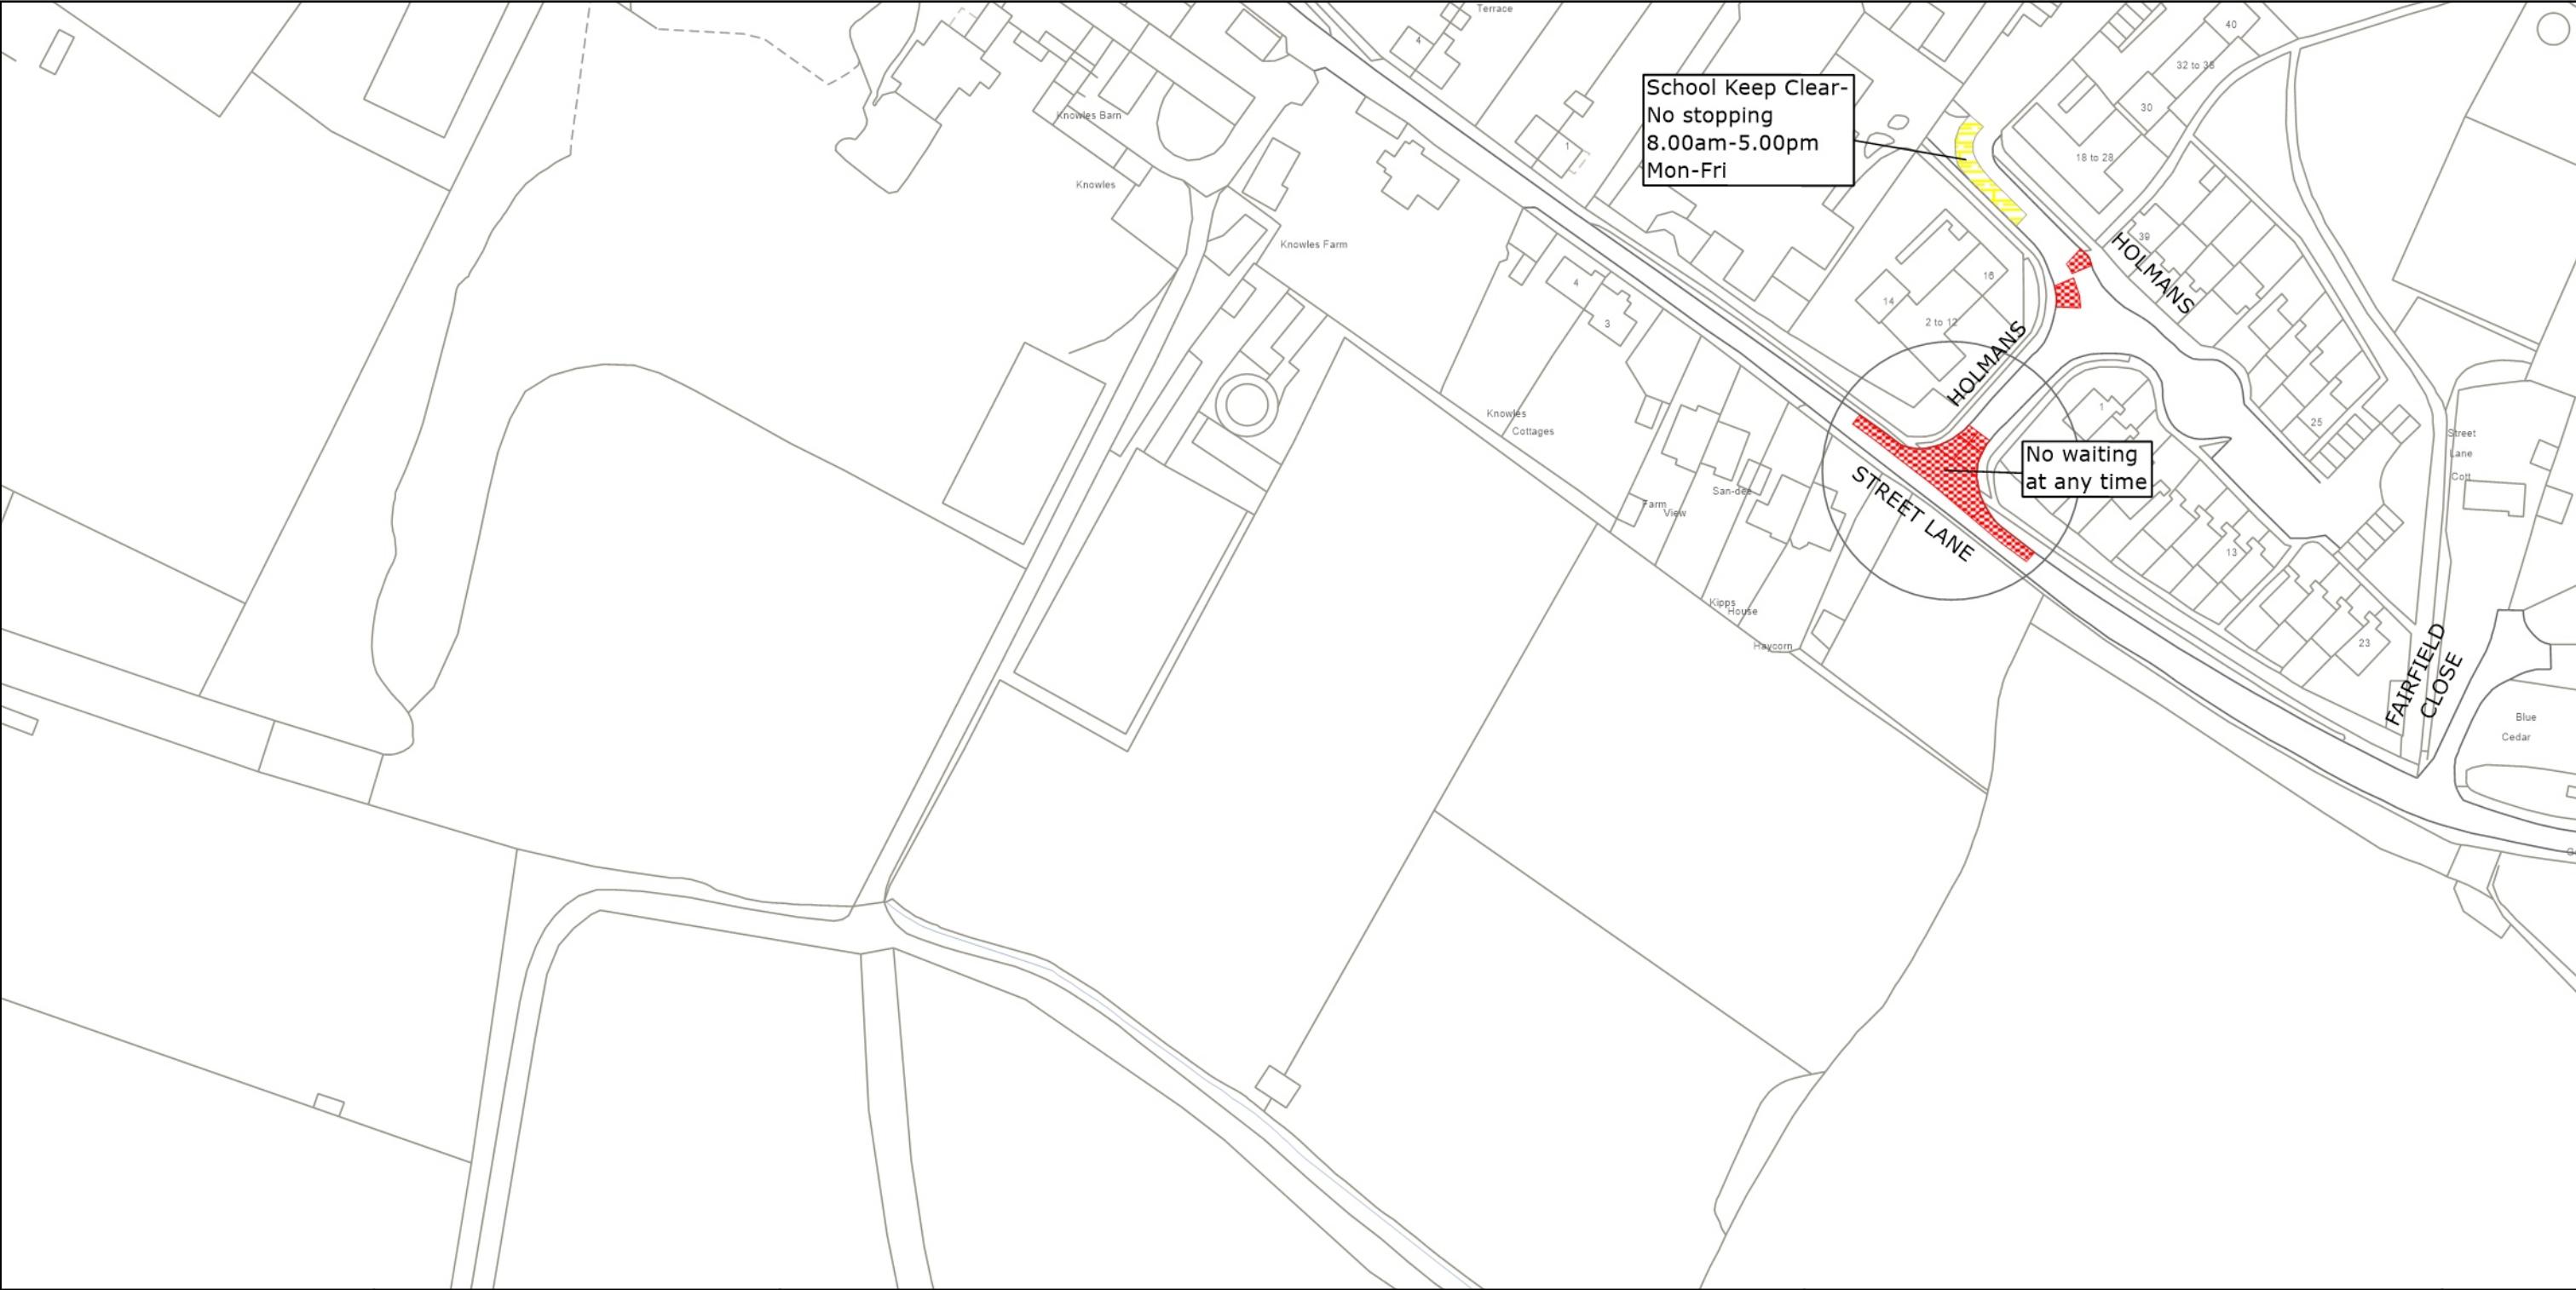 Terrace
4
40
32 to 38
30
School Keep Clear-
No stopping
8.00am-5.00pm
Mon-Fri
Knowles Barn
1
18 to 28
Knowles
Knowles Farm
39
HOLMANS
4
3
14
16
2 to 12
HOLMANS
1
25
Knowles
Cottages
Street
Lane
Cott
No waiting
at any time
San-dee
Farm
View
STREET LANE
13
Kipps
House
Haycorn
23
FAIRFIELD
CLOSE
Blue
Cedar